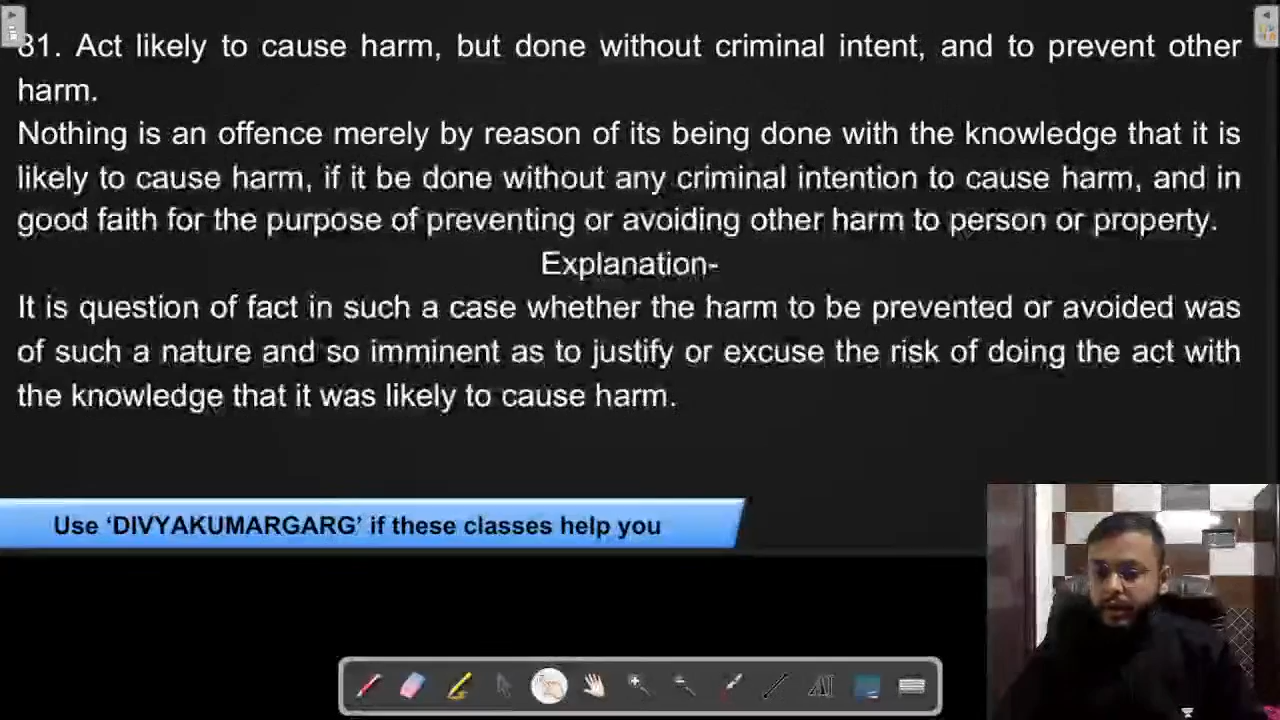 81. Act likely to cause harm, but done without criminal intent, and to prevent other
harm.
Nothing is an offence merely by reason of its being done with the knowledge that it is
likely to cause harm, if it be done without any criminal intention to cause harm, and in
good faith for the purpose of preventing or avoiding other harm to person or property.
Explanation-
It is question of fact in such a case whether the harm to be prevented or avoided was
of such a nature and so imminent as to justify or excuse the risk of doing the act with
the knowledge that it was likely to cause harm.
Use ‘DIVYAKUMARGARG’ if these classes help you
AI